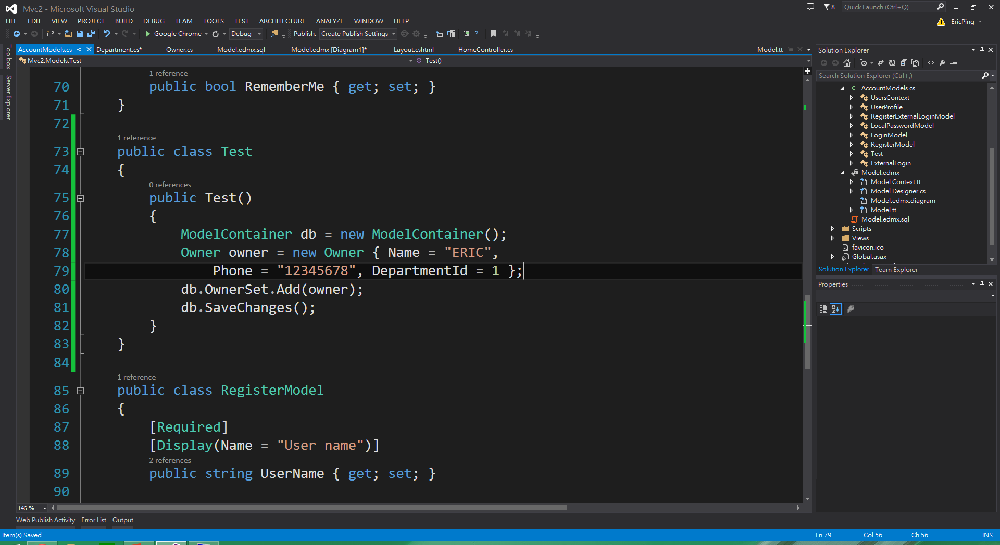 Mvc2 - Microsoft Visual Studio
8
Quick Launch (Ctrl+Q)
FILE EDIT VIEW PROJECT BUILD DEBUG TEAM TOOLS TEST ARCHITECTURE ANALYZE WINDOW HELP
EricPing
Google Chrome Debug Publish: Create Publish Settings
Toolbox
Server Explorer
AccountModels.cs Department.cs* Owner.cs Model.edmx.sql Model.edmx [Diagram1]* _Layout.cshtml HomeController.cs Model.tt
Mvc2.Models.Test Test()
1 reference
70 public bool RememberMe { get; set; }
71 }
72
1 reference
73 public class Test
74 {
0 references
75 public Test()
76 {
77 ModelContainer db = new ModelContainer();
78 Owner owner = new Owner { Name = "ERIC",
79 Phone = "12345678", DepartmentId = 1 };
80 db.OwnerSet.Add(owner);
81 db.SaveChanges();
82 }
83 }
84
1 reference
85 public class RegisterModel
86 {
87 [Required]
88 [Display(Name = "User name")]
2 references
89 public string UserName { get; set; }
90
146 %
Solution Explorer
Search Solution Explorer (Ctrl+;)
C# AccountModels.cs
UsersContext
UserProfile
RegisterExternalLoginModel
LocalPasswordModel
LoginModel
RegisterModel
Test
ExternalLogin
Model.edmx
Model.Context.tt
Model.Designer.cs
Model.edmx.diagram
Model.tt
Model.edmx.sql
Scripts
Views
favicon.ico
Global.asax
Solution Explorer Team Explorer
Properties
Web Publish Activity Error List Output
Item(s) Saved Ln 79 Col 56 Ch 56 INS